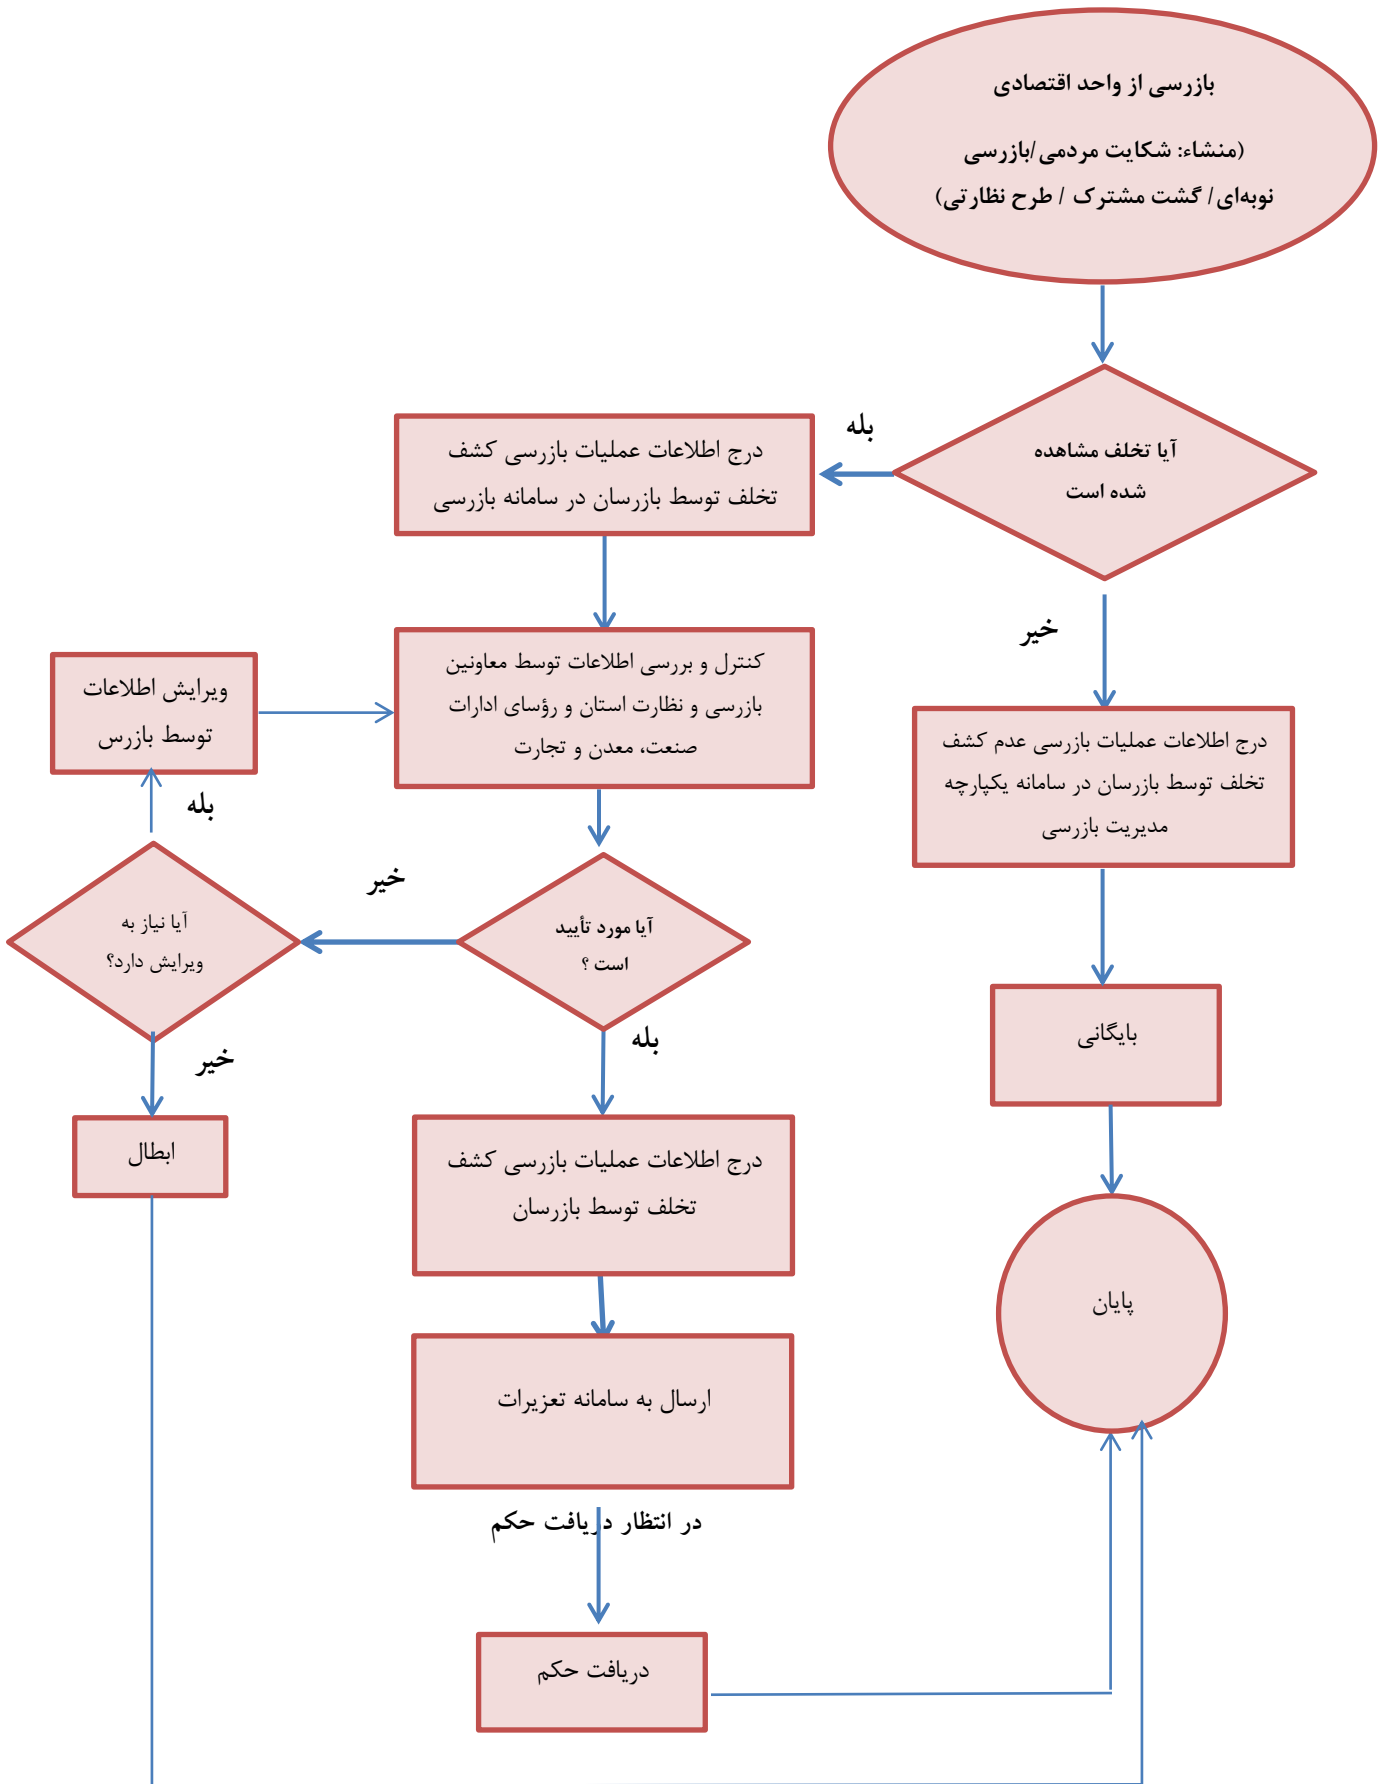 بازرسی از واحد اقتصادی
(منشاء: شکایت مردمی/بازرسی
نوبه‌ای/ گشت مشترک / طرح نظارتی)
آیا تخلف مشاهده
شده است
بله
درج اطلاعات عملیات بازرسی کشف
تخلف توسط بازرسان در سامانه بازرسی
خیر
کنترل و بررسی اطلاعات توسط معاونین
بازرسی و نظارت استان و رؤسای ادارات
صنعت، معدن و تجارت
ویرایش اطلاعات
توسط بازرس
درج اطلاعات عملیات بازرسی عدم کشف
تخلف توسط بازرسان در سامانه یکپارچه
مدیریت بازرسی
بله
خیر
آیا مورد تأیید
است ؟
آیا نیاز به
ویرایش دارد؟
بایگانی
بله
خیر
درج اطلاعات عملیات بازرسی کشف
تخلف توسط بازرسان
ابطال
پایان
ارسال به سامانه تعزیرات
در انتظار دریافت حکم
دریافت حکم